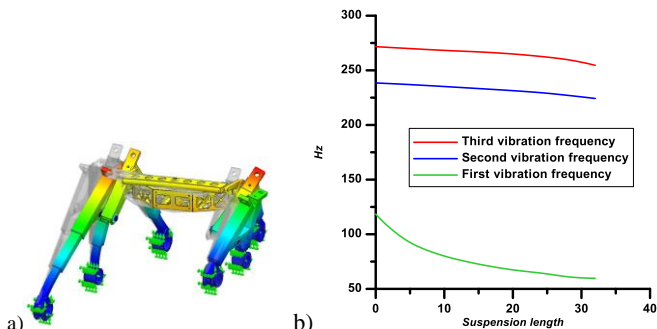 a)
b)
300
250
200
150
100
50
Hz
Third vibration frequency
Second vibration frequency
First vibration frequency
0
10
20
30
40
Suspension length